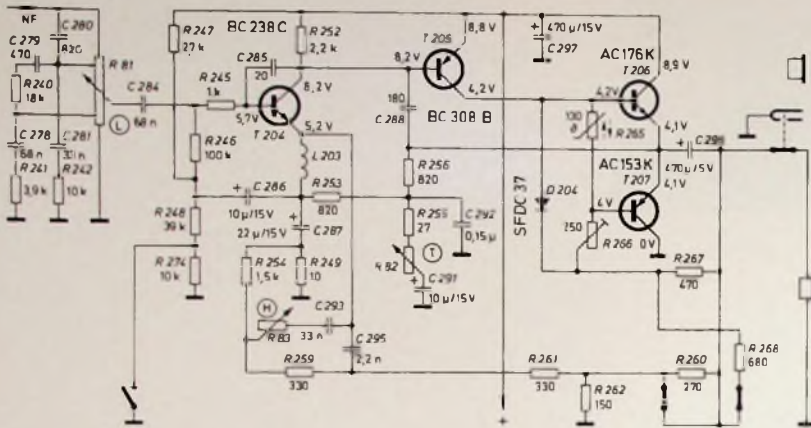 NF
C 280
820
C 279
470
R 240
18 k
C 278
68 n
R 241
3,9 k
C 281
R 242
10 k
R 81
L
C 284
68 n
R 247
27 k
R 245
1 k
R 246
100 k
R 248
39 k
R 274
10 k
BC 238 C
R 252
2,2 k
C 285
20
8,2 V
5,7 V
T 204
5,2 V
L 203
C 286
10 µ/15 V
R 253
820
22 µ/15 V
C 287
R 254
1,5 k
R 249
10
H
R 83
C 293
33 n
C 295
2,2 n
R 259
330
T 205
8,8 V
8,2 V
4,2 V
BC 308 B
180
C 288
R 256
820
R 255
27
R 82
T
C 292
0,15 µ
C 291
10 µ/15 V
SFDC 37
470 µ/15 V
C 297
AC 176 K
T 206
8,9 V
4,2 V
130
R 265
4,1 V
C 298
470 µ/5 V
AC 153 K
T 207
4,1 V
4 V
D 204
250
R 266
0 V
R 267
470
R 261
330
R 262
150
R 260
270
R 268
680
+